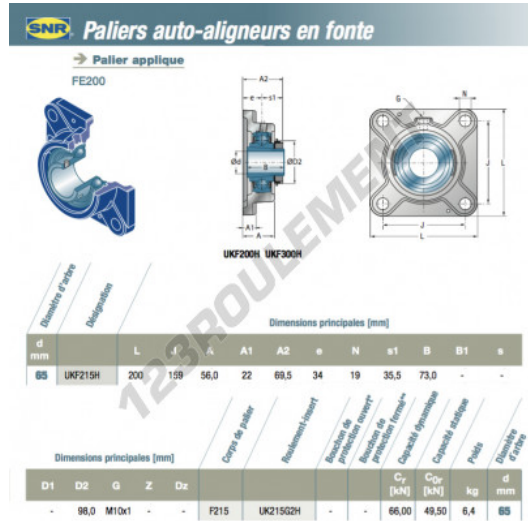 SNR Paliers auto-aligneurs en fonte
Palier applique
FE200
A2
e s1
G
N
Ød
B
ØD2
J
L
A1
A
J
L
UKF200H UKF300H
123ROULEMENT
Diamètre d'arbre
Désignation
Dimensions principales [mm]
d mm L J A A1 A2 e N s1 B B1 s
65 UKF215H 200 159 56,0 22 69,5 34 19 35,5 73,0 - -
Dimensions principales [mm]
Corps de palier
Roulement-insert
Bouchon de protection ouvert*
Bouchon de protection fermé**
Capacité dynamique
Capacité statique
Poids
Diamètre d'arbre
D1 D2 G Z Dz Cr [kN] C0r [kN] kg d mm
- 98,0 M10x1 - - F215 UK215G2H - - 66,00 49,50 6,4 65